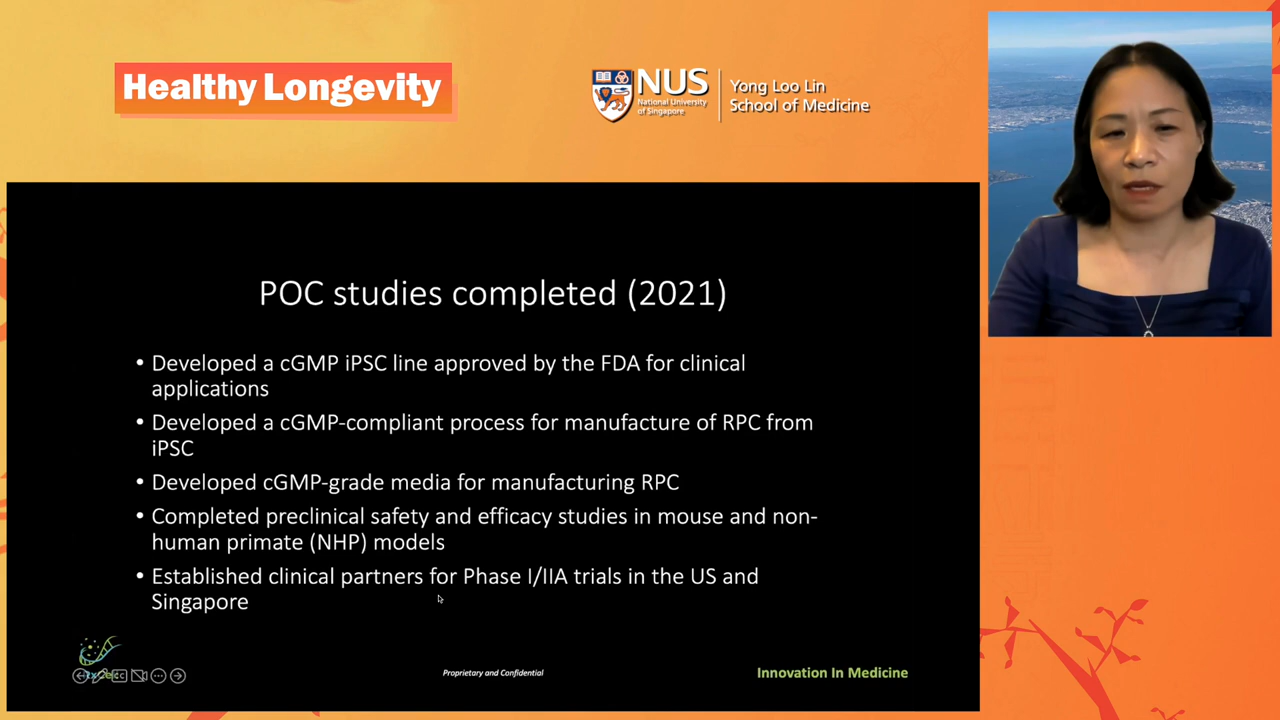 Healthy Longevity
NUS
National University
of Singapore
Yong Loo Lin
School of Medicine
POC studies completed (2021)
• Developed a cGMP iPSC line approved by the FDA for clinical
applications
• Developed a cGMP-compliant process for manufacture of RPC from
iPSC
• Developed cGMP-grade media for manufacturing RPC
• Completed preclinical safety and efficacy studies in mouse and non-
human primate (NHP) models
• Established clinical partners for Phase I/IIA trials in the US and
Singapore
Proprietary and Confidential
Innovation In Medicine